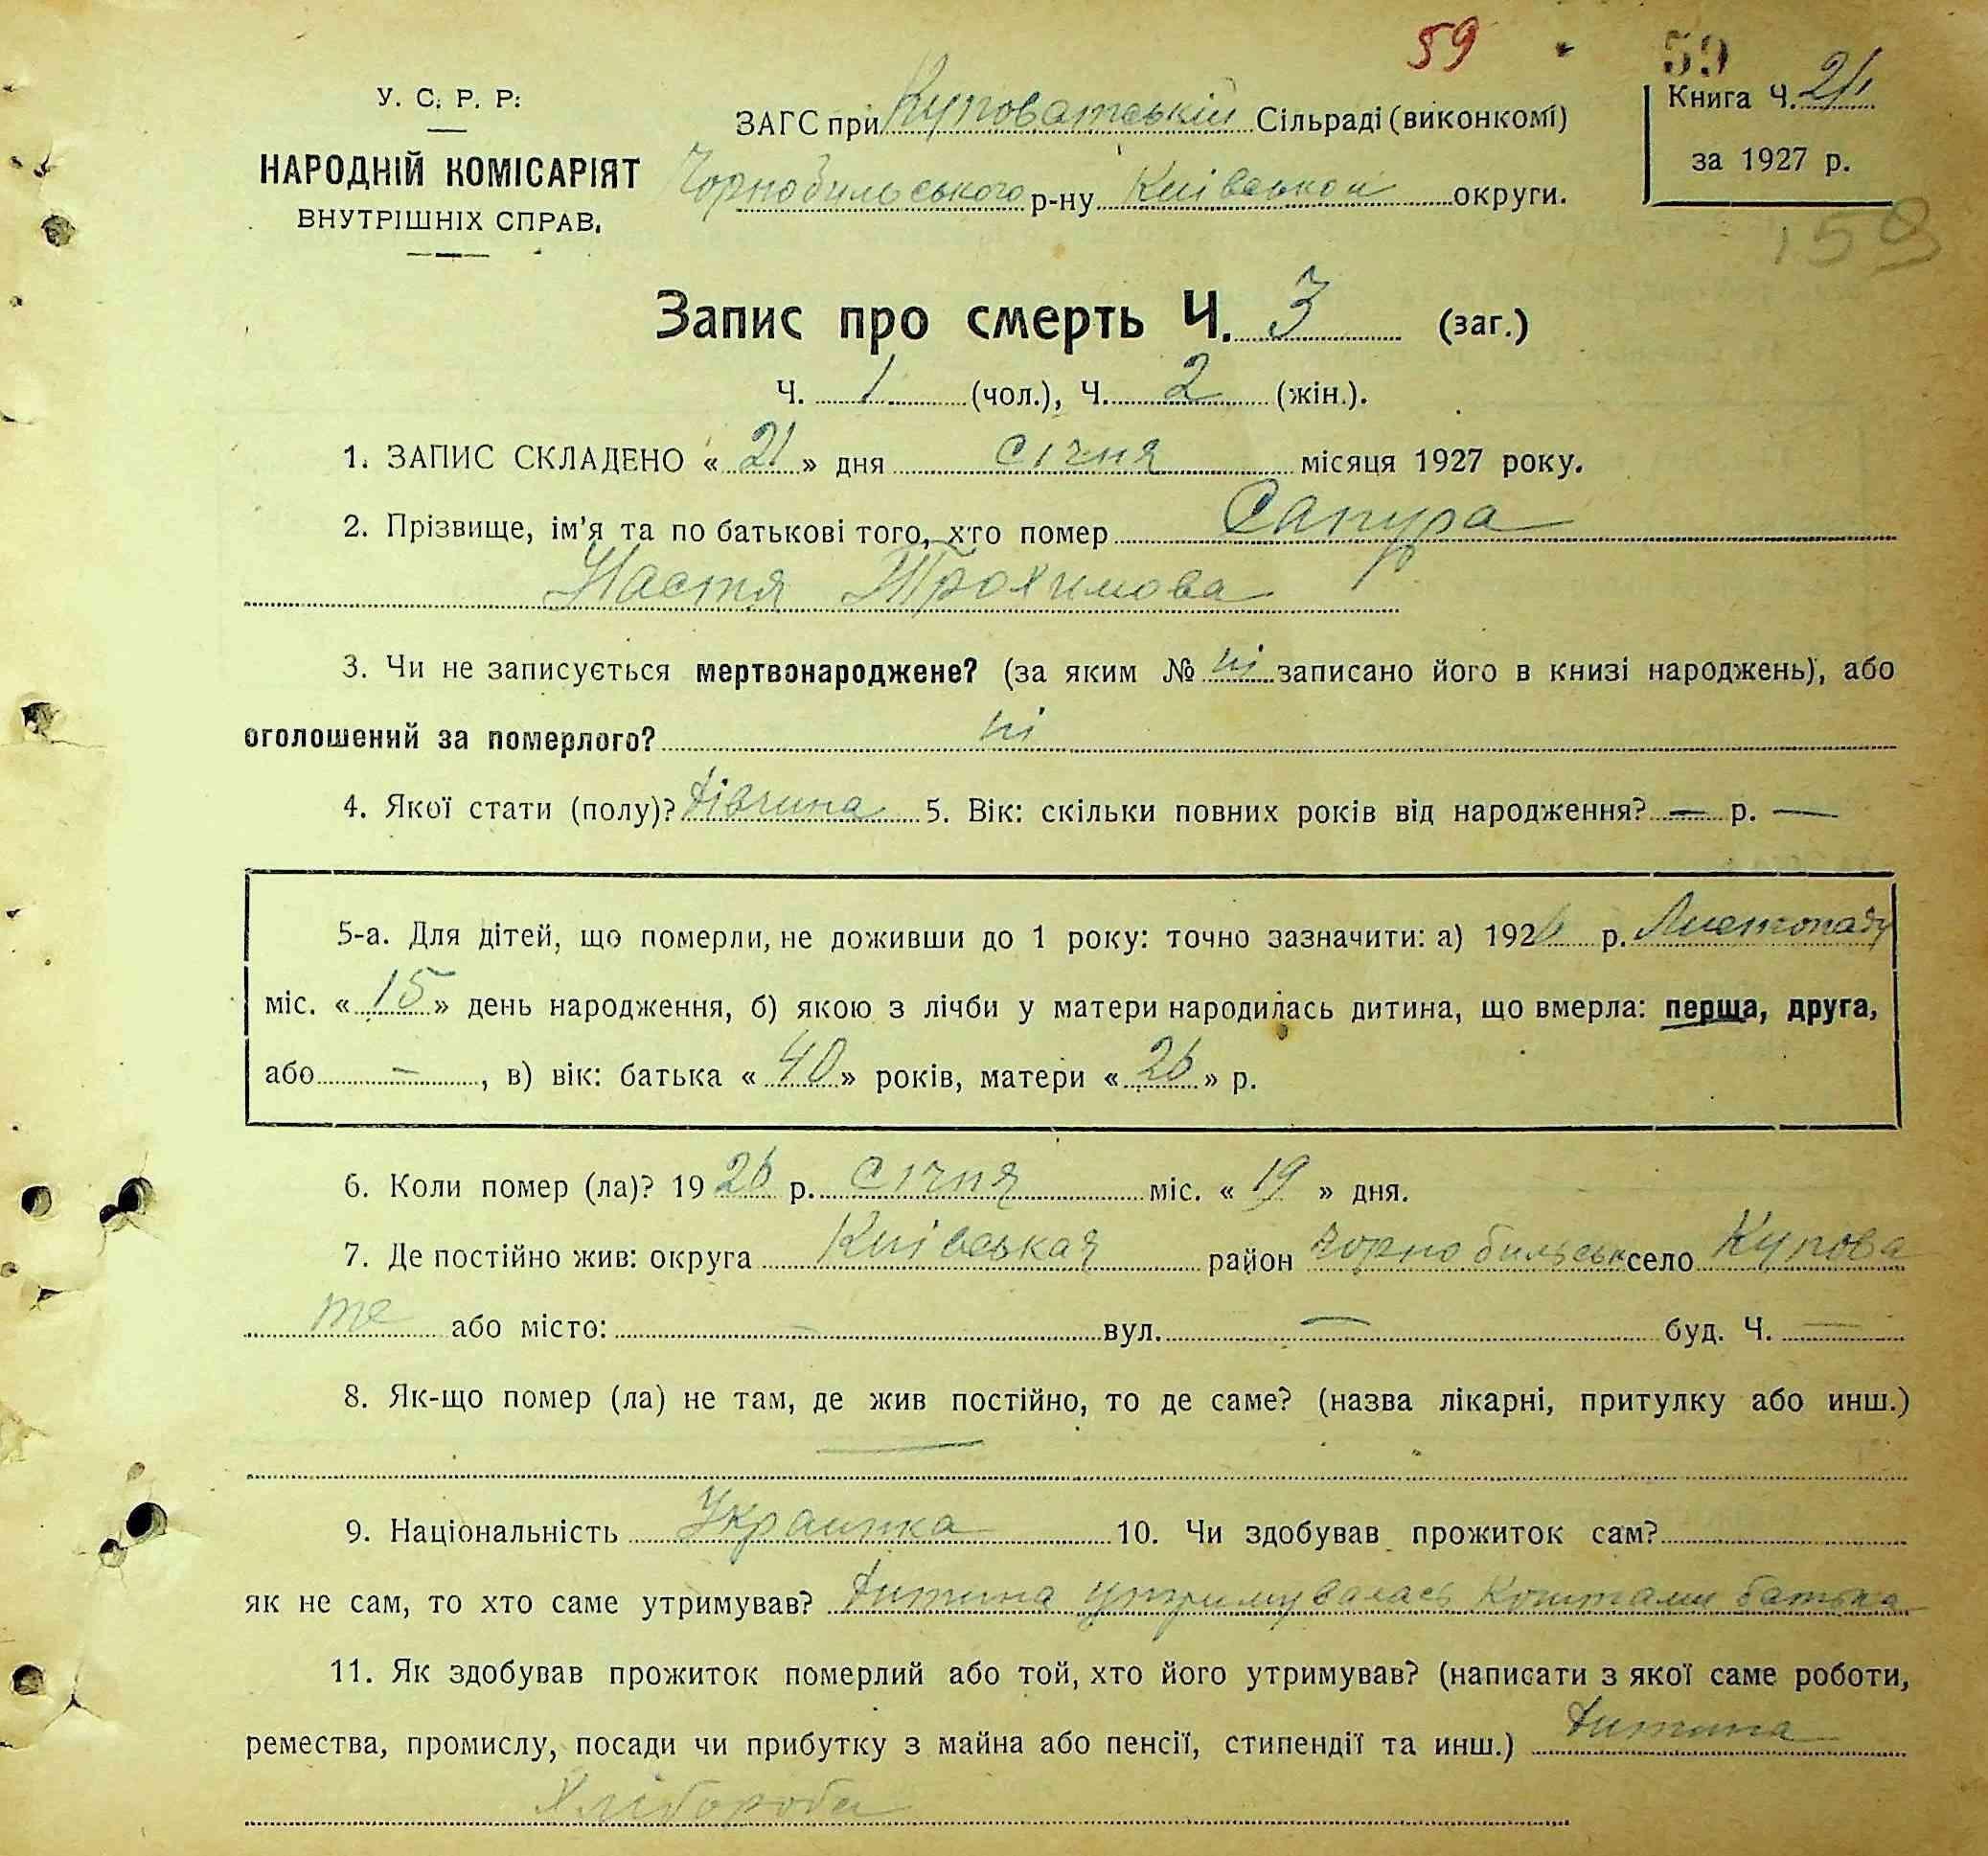 59
59
У. С. Р. Р.
ЗАГС при Куповатській Сільраді (виконкомі)
Книга Ч. 21
НАРОДНІЙ КОМІСАРІЯТ
Чорнобильського р-ну Київськой округи.
за 1927 р.
ВНУТРІШНІХ СПРАВ.
159
Запис про смерть Ч. 3 (заг.)
Ч. 1 (чол.), Ч. 2 (жін.).
1. ЗАПИС СКЛАДЕНО « 21 » дня січня місяця 1927 року.
2. Прізвище, ім'я та по батькові того, хто помер Сапура
Настя Трохимова
3. Чи не записується мертвонароджене? (за яким № ні записано його в книзі народжень), або
оголошений за померлого? ні
4. Якої стати (полу)? дівчина 5. Вік: скільки повних років від народження? — р. —
5-а. Для дітей, що померли, не доживши до 1 року: точно зазначити: а) 1926 р. Листопаду
міс. « 15 » день народження, б) якою з лічби у матери народилась дитина, що вмерла: перша, друга,
або — , в) вік: батька « 40 » років, матери « 26 » р.
6. Коли помер (ла)? 1926 р. січня міс. « 19 » дня.
7. Де постійно жив: округа Київськая район Чорнобильськ село Купова
те або місто: — вул. — буд. Ч. —
8. Як-що помер (ла) не там, де жив постійно, то де саме? (назва лікарні, притулку або инш.)
—
9. Національність Українка 10. Чи здобував прожиток сам?
як не сам, то хто саме утримував? дитина утримувалась коштами батька
11. Як здобував прожиток померлий або той, хто його утримував? (написати з якої саме роботи,
ремества, промислу, посади чи прибутку з майна або пенсії, стипендії та инш.) дитина
хлібороба